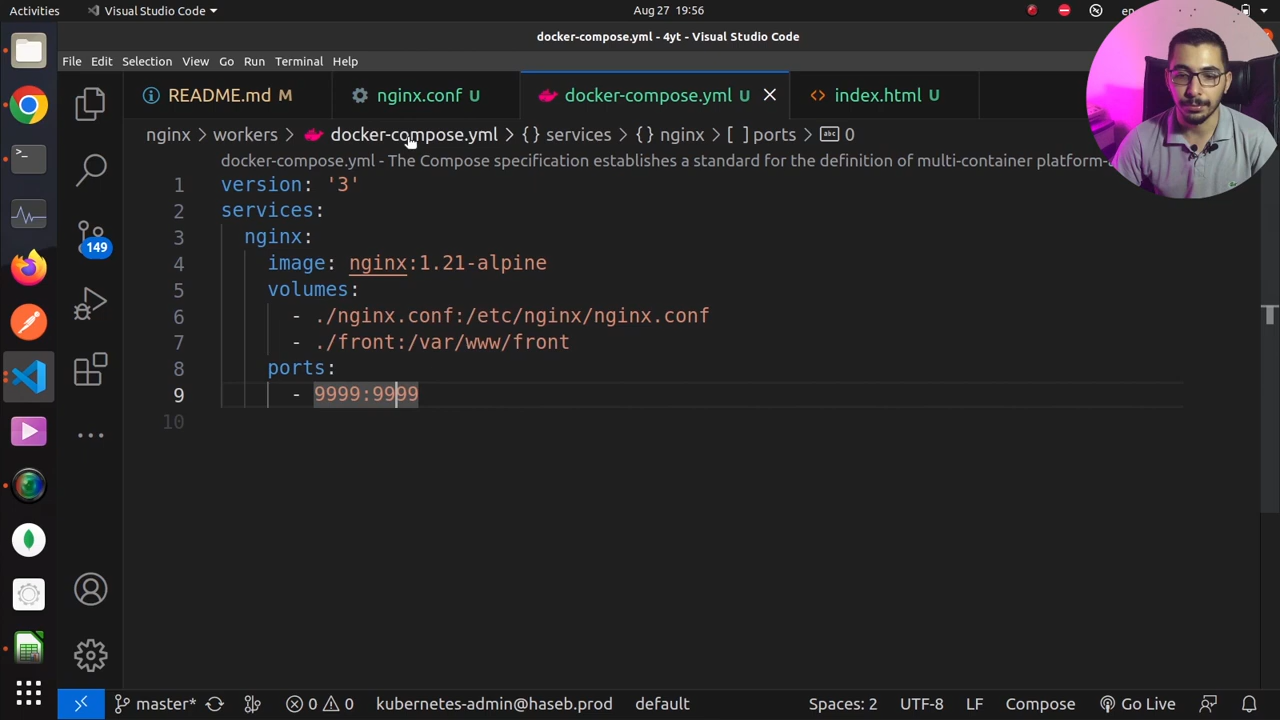 Activities
Visual Studio Code
Aug 27 19:56
en
docker-compose.yml - 4yt - Visual Studio Code
File Edit Selection View Go Run Terminal Help
README.md M
nginx.conf U
docker-compose.yml U
index.html U
nginx > workers > docker-compose.yml > {} services > {} nginx > [ ] ports > abc 0
docker-compose.yml - The Compose specification establishes a standard for the definition of multi-container platform-
1 version: '3'
2 services:
3 nginx:
4 image: nginx:1.21-alpine
5 volumes:
6 - ./nginx.conf:/etc/nginx/nginx.conf
7 - ./front:/var/www/front
8 ports:
9 - 9999:9999
10
149
master* 0 0 kubernetes-admin@haseb.prod default Spaces: 2 UTF-8 LF Compose Go Live